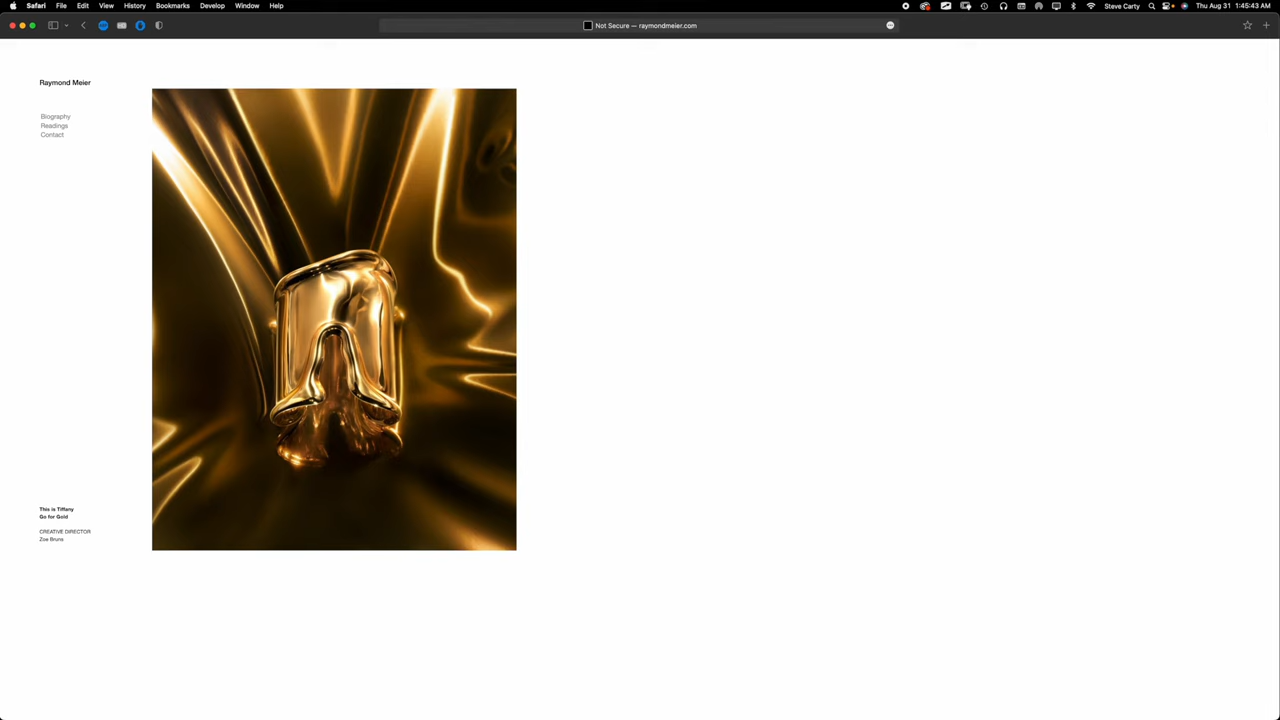 Safari File Edit View History Bookmarks Develop Window Help Steve Carty Thu Aug 31 1:45:43 AM
Not Secure — raymondmeier.com
Raymond Meier
Biography
Readings
Contact
This is Tiffany
Go for Gold
CREATIVE DIRECTOR
Zoe Bruns